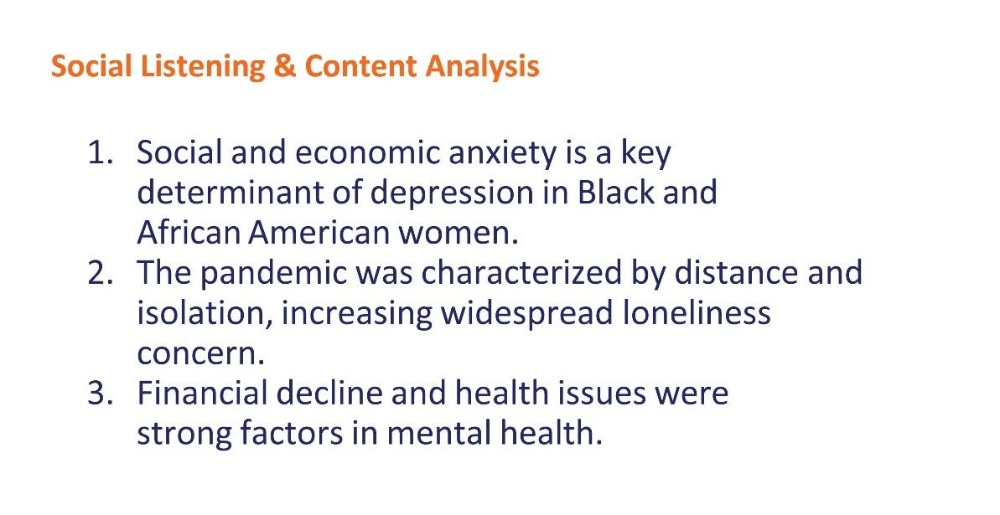 Social Listening & Content Analysis
1. Social and economic anxiety is a key
determinant of depression in Black and
African American women.
2. The pandemic was characterized by distance and
isolation, increasing widespread loneliness
concern.
3. Financial decline and health issues were
strong factors in mental health.